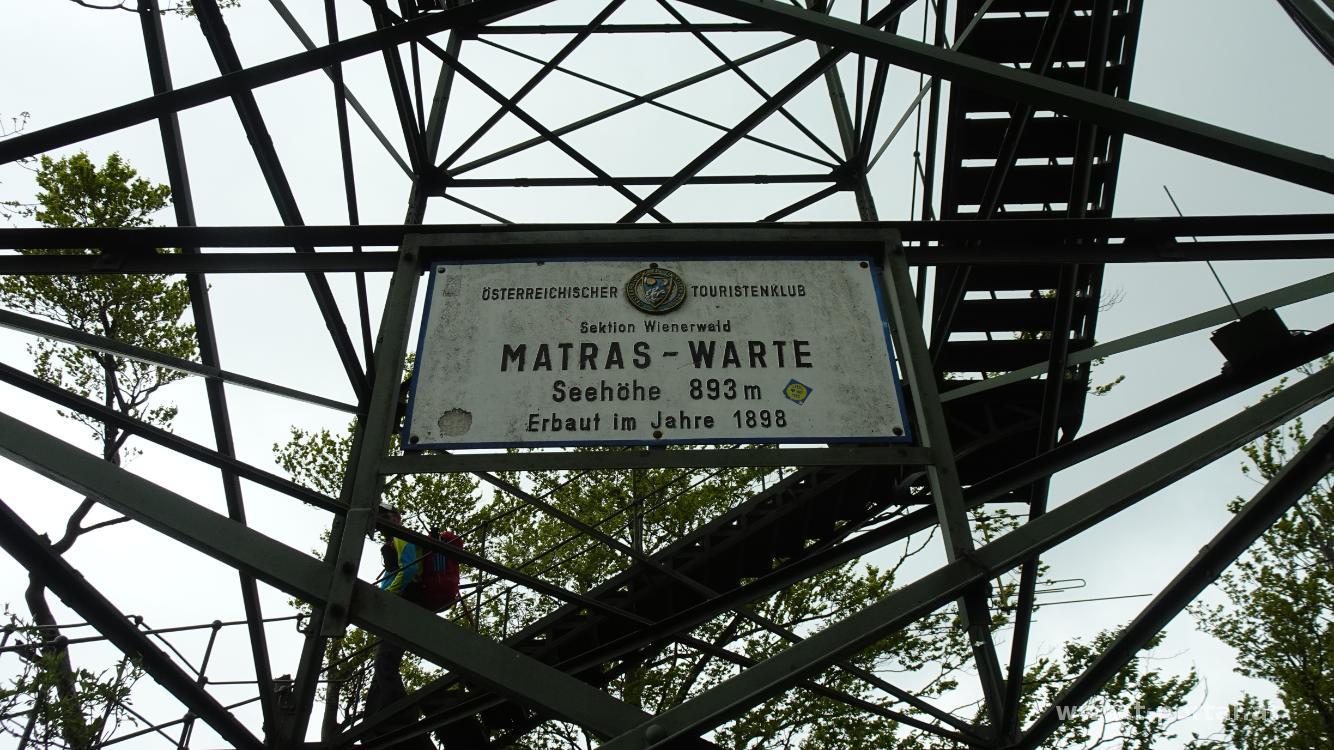 ÖSTERREICHISCHER TOURISTENKLUB
Sektion Wienerwald
MATRAS-WARTE
Seehöhe 893 m
Erbaut im Jahre 1898